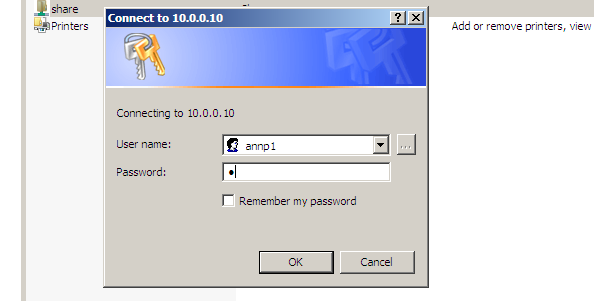 share
Printers
Add or remove printers, view
Connect to 10.0.0.10
Connecting to 10.0.0.10
User name:
annp1
...
Password:
●
Remember my password
OK
Cancel